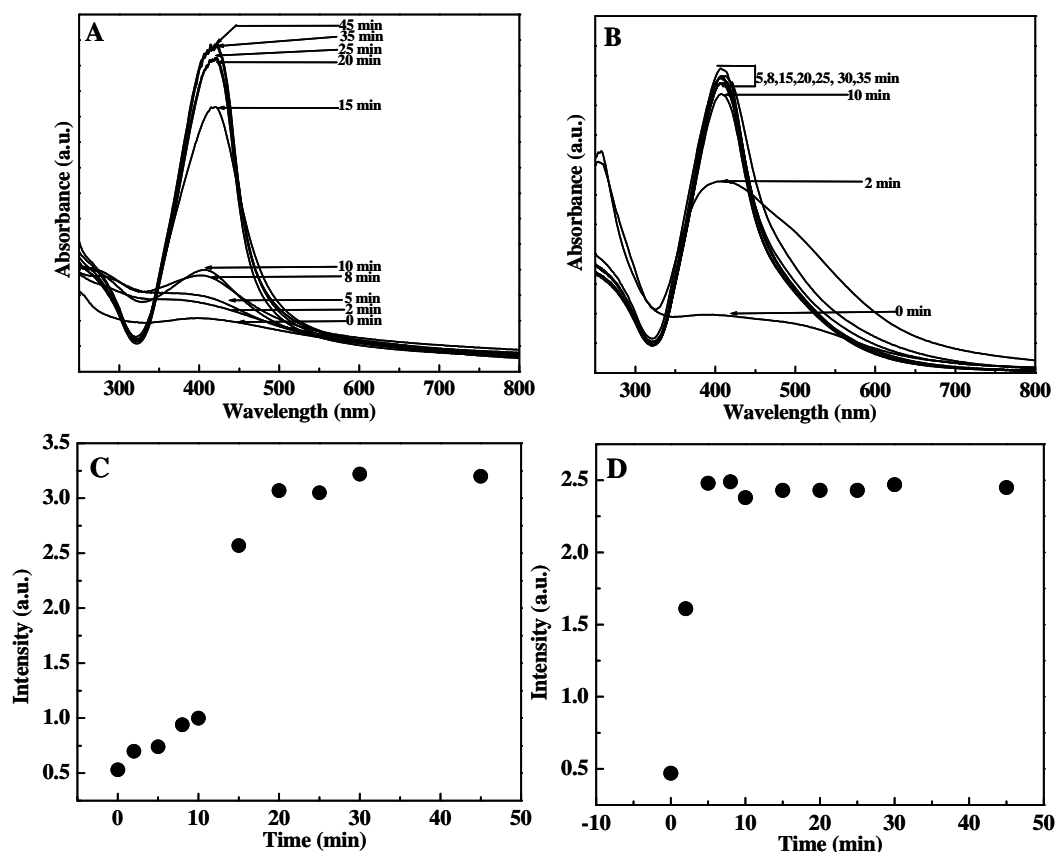 A
45 min
35 min
25 min
20 min
15 min
10 min
8 min
5 min
2 min
0 min
Absorbance (a.u.)
300 400 500 600 700 800
Wavelength (nm)
B
5,8,15,20,25, 30,35 min
10 min
2 min
0 min
Absorbance (a.u.)
300 400 500 600 700 800
Wavelength (nm)
C
3.5
3.0
2.5
2.0
1.5
1.0
0.5
Intensity (a.u.)
0 10 20 30 40 50
Time (min)
D
2.5
2.0
1.5
1.0
0.5
Intensity (a.u.)
-10 0 10 20 30 40 50
Time (min)